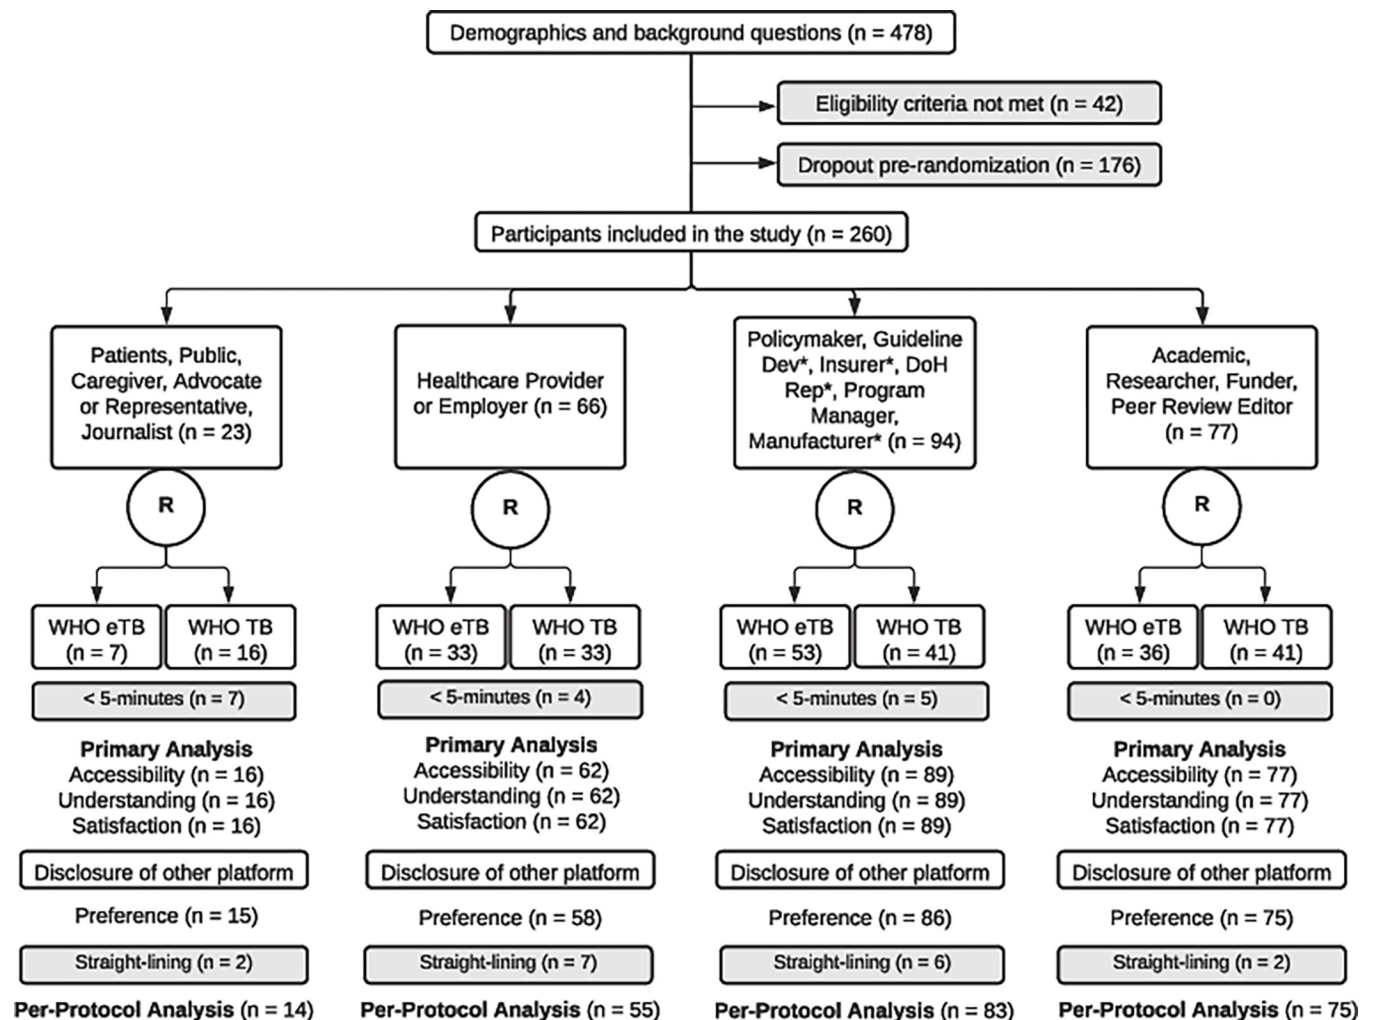 Demographics and background questions (n = 478)
Eligibility criteria not met (n = 42)
Dropout pre-randomization (n = 176)
Participants included in the study (n = 260)
Patients, Public,
Caregiver, Advocate
or Representative,
Journalist (n = 23)
Healthcare Provider
or Employer (n = 66)
Policymaker, Guideline
Dev*, Insurer*, DoH
Rep*, Program
Manager,
Manufacturer* (n = 94)
Academic,
Researcher, Funder,
Peer Review Editor
(n = 77)
R
R
R
R
WHO eTB
(n = 7)
WHO TB
(n = 16)
WHO eTB
(n = 33)
WHO TB
(n = 33)
WHO eTB
(n = 53)
WHO TB
(n = 41)
WHO eTB
(n = 36)
WHO TB
(n = 41)
< 5-minutes (n = 7)
< 5-minutes (n = 4)
< 5-minutes (n = 5)
< 5-minutes (n = 0)
Primary Analysis
Accessibility (n = 16)
Understanding (n = 16)
Satisfaction (n = 16)
Primary Analysis
Accessibility (n = 62)
Understanding (n = 62)
Satisfaction (n = 62)
Primary Analysis
Accessibility (n = 89)
Understanding (n = 89)
Satisfaction (n = 89)
Primary Analysis
Accessibility (n = 77)
Understanding (n = 77)
Satisfaction (n = 77)
Disclosure of other platform
Disclosure of other platform
Disclosure of other platform
Disclosure of other platform
Preference (n = 15)
Preference (n = 58)
Preference (n = 86)
Preference (n = 75)
Straight-lining (n = 2)
Straight-lining (n = 7)
Straight-lining (n = 6)
Straight-lining (n = 2)
Per-Protocol Analysis (n = 14)
Per-Protocol Analysis (n = 55)
Per-Protocol Analysis (n = 83)
Per-Protocol Analysis (n = 75)